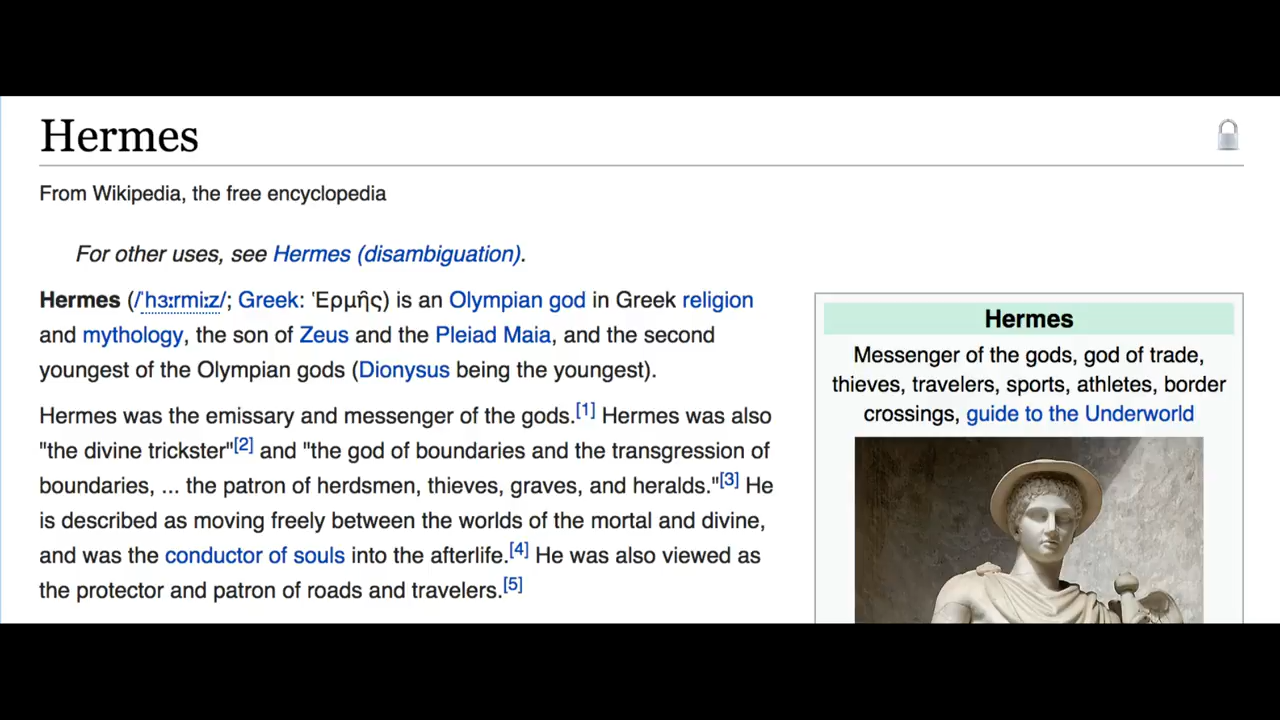 Hermes
From Wikipedia, the free encyclopedia
For other uses, see Hermes (disambiguation).
Hermes (/ˈhɜːrmiːz/; Greek: Ἑρμῆς) is an Olympian god in Greek religion
and mythology, the son of Zeus and the Pleiad Maia, and the second
youngest of the Olympian gods (Dionysus being the youngest).
Hermes was the emissary and messenger of the gods.[1] Hermes was also
"the divine trickster"[2] and "the god of boundaries and the transgression of
boundaries, ... the patron of herdsmen, thieves, graves, and heralds."[3] He
is described as moving freely between the worlds of the mortal and divine,
and was the conductor of souls into the afterlife.[4] He was also viewed as
the protector and patron of roads and travelers.[5]
Hermes
Messenger of the gods, god of trade,
thieves, travelers, sports, athletes, border
crossings, guide to the Underworld